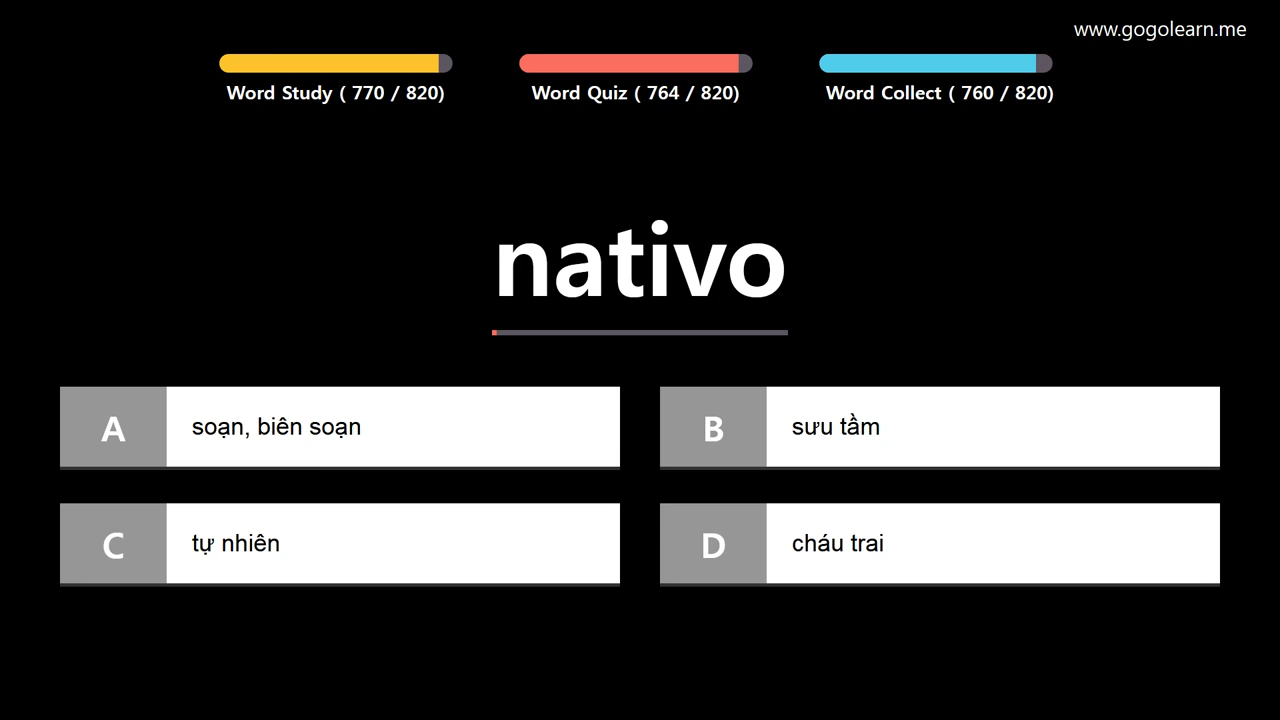 www.gogolearn.me
Word Study ( 770 / 820)
Word Quiz ( 764 / 820)
Word Collect ( 760 / 820)
nativo
A soạn, biên soạn
B sưu tầm
C tự nhiên
D cháu trai